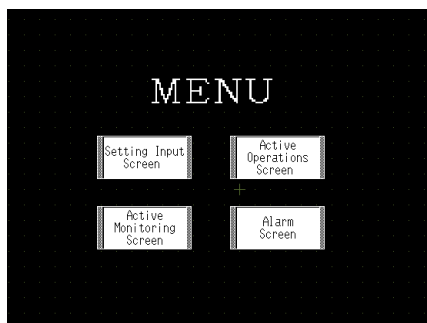 MENU
Setting Input
Screen
Active
Operations
Screen
Active
Monitoring
Screen
Alarm
Screen